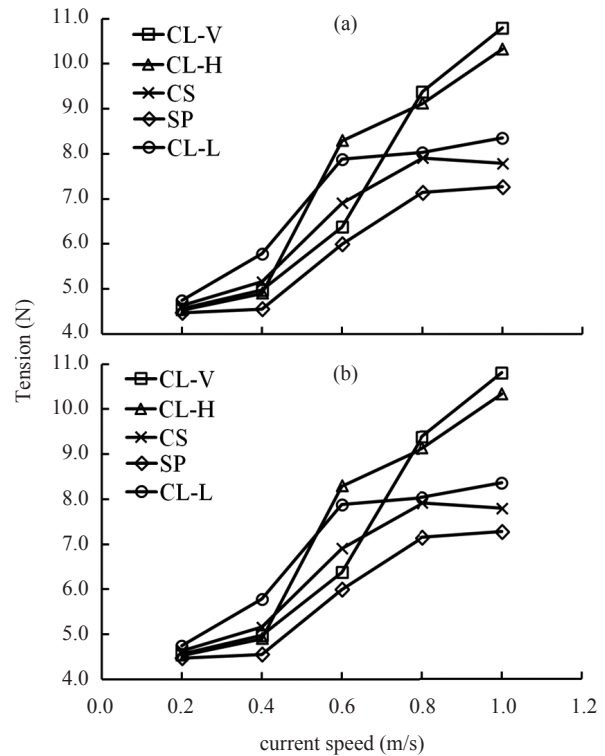 (a)
11.0
10.0
9.0
8.0
7.0
6.0
5.0
4.0
CL-V
CL-H
CS
SP
CL-L
Tension (N)
(b)
11.0
10.0
9.0
8.0
7.0
6.0
5.0
4.0
CL-V
CL-H
CS
SP
CL-L
0.0 0.2 0.4 0.6 0.8 1.0 1.2
current speed (m/s)